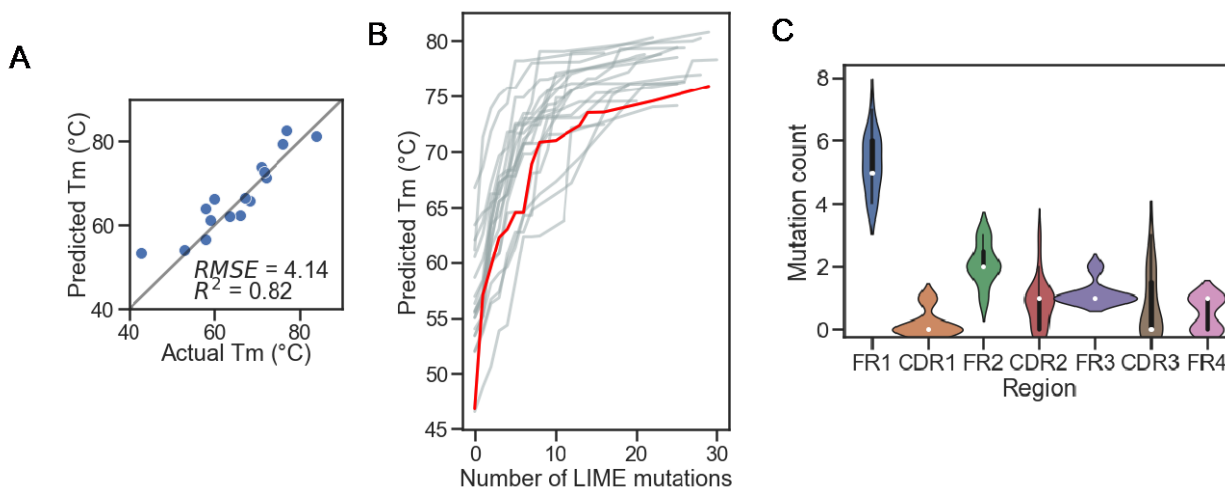 A
Predicted Tm (°C)
80
60
40
40 60 80
Actual Tm (°C)
RMSE = 4.14
R² = 0.82
B
Predicted Tm (°C)
80
75
70
65
60
55
50
45
0 10 20 30
Number of LIME mutations
C
Mutation count
8
6
4
2
0
FR1 CDR1 FR2 CDR2 FR3 CDR3 FR4
Region